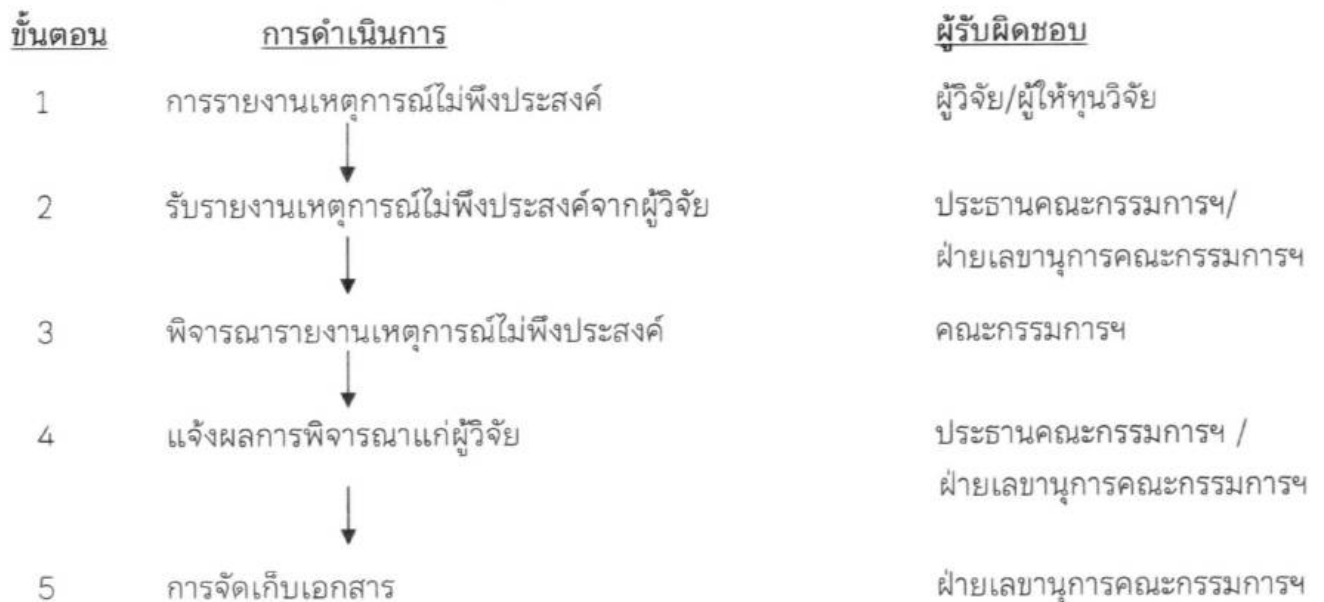 ขั้นตอน การดำเนินการ ผู้รับผิดชอบ
1 การรายงานเหตุการณ์ไม่พึงประสงค์ ผู้วิจัย/ผู้ให้ทุนวิจัย
2 รับรายงานเหตุการณ์ไม่พึงประสงค์จากผู้วิจัย ประธานคณะกรรมการฯ/
ฝ่ายเลขานุการคณะกรรมการฯ
3 พิจารณารายงานเหตุการณ์ไม่พึงประสงค์ คณะกรรมการฯ
4 แจ้งผลการพิจารณาแก่ผู้วิจัย ประธานคณะกรรมการฯ /
ฝ่ายเลขานุการคณะกรรมการฯ
5 การจัดเก็บเอกสาร ฝ่ายเลขานุการคณะกรรมการฯ